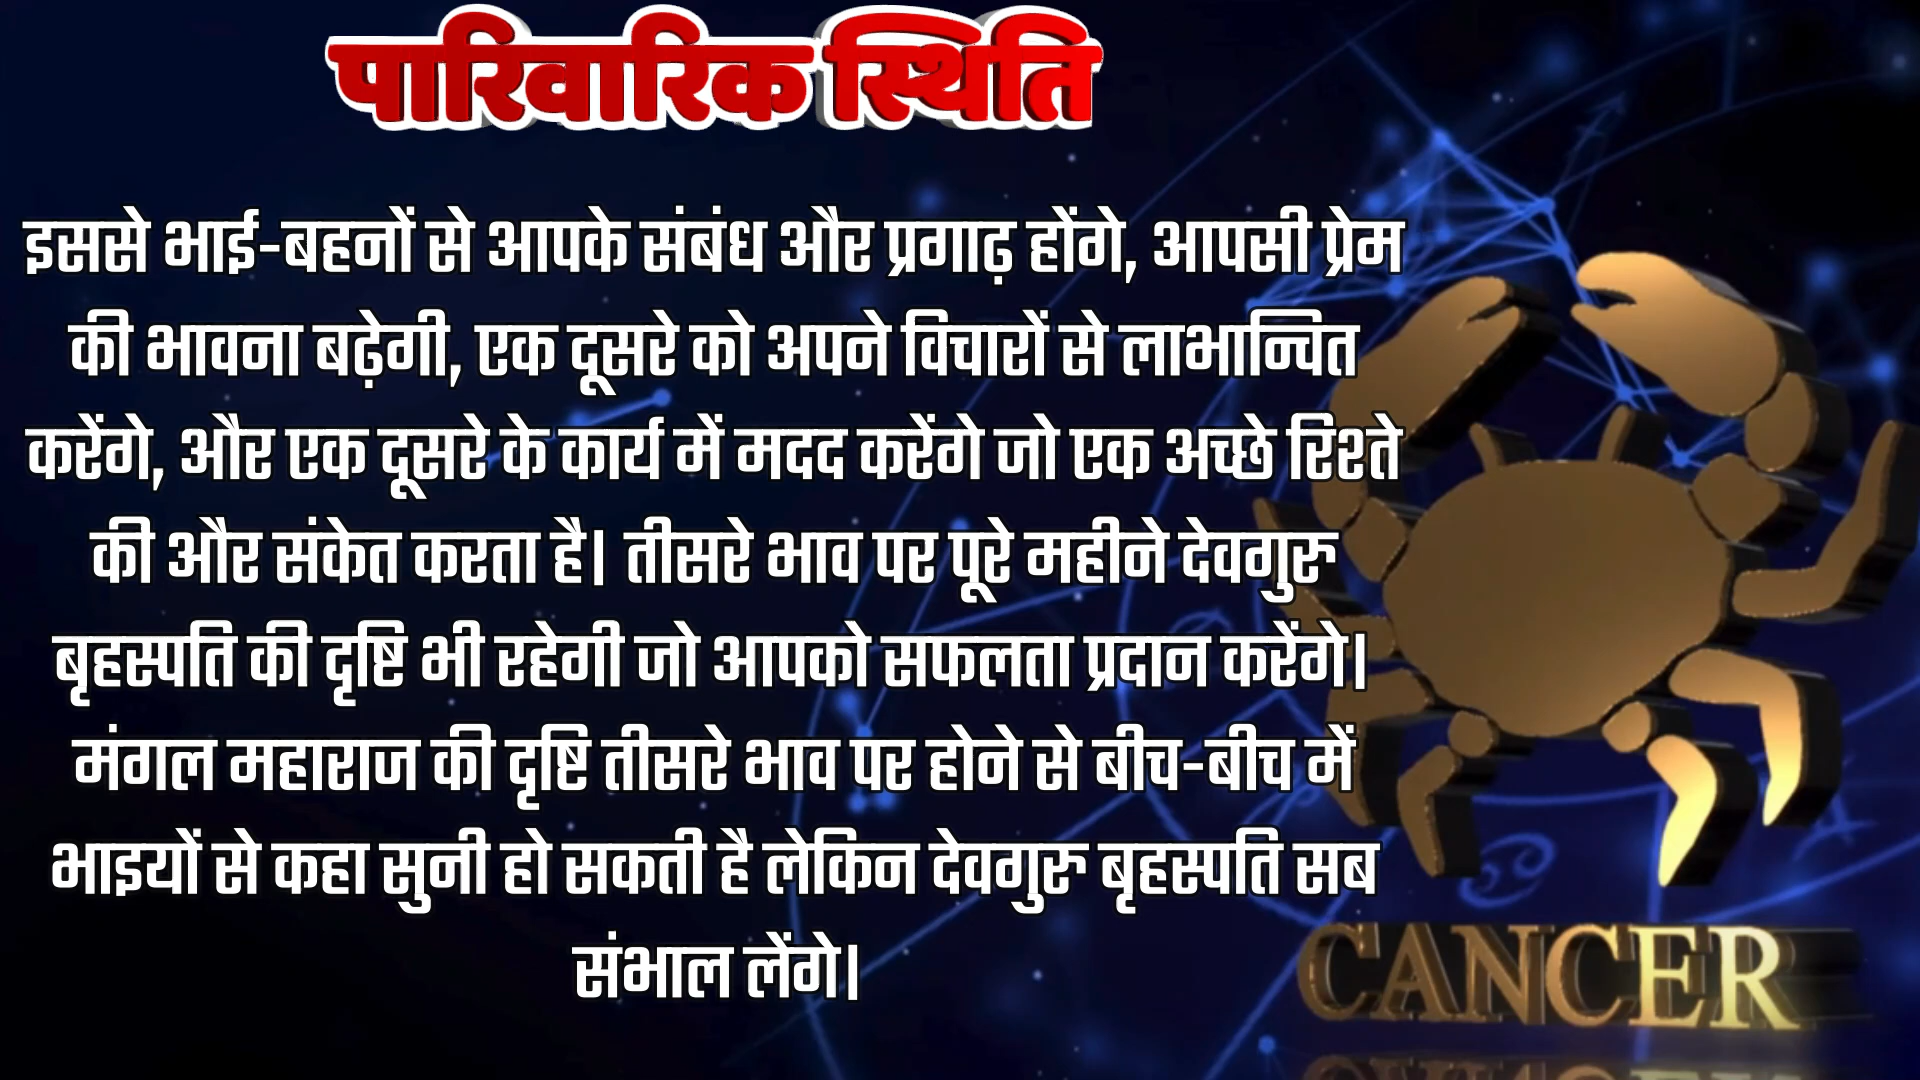 पारिवारिक स्थिति
इससे भाई-बहनों से आपके संबंध और प्रगाढ़ होंगे, आपसी प्रेम
की भावना बढ़ेगी, एक दूसरे को अपने विचारों से लाभान्वित
करेंगे, और एक दूसरे के कार्य में मदद करेंगे जो एक अच्छे रिश्ते
की और संकेत करता है। तीसरे भाव पर पूरे महीने देवगुरु
बृहस्पति की दृष्टि भी रहेगी जो आपको सफलता प्रदान करेंगे।
मंगल महाराज की दृष्टि तीसरे भाव पर होने से बीच-बीच में
भाइयों से कहा सुनी हो सकती है लेकिन देवगुरु बृहस्पति सब
संभाल लेंगे।
CANCER